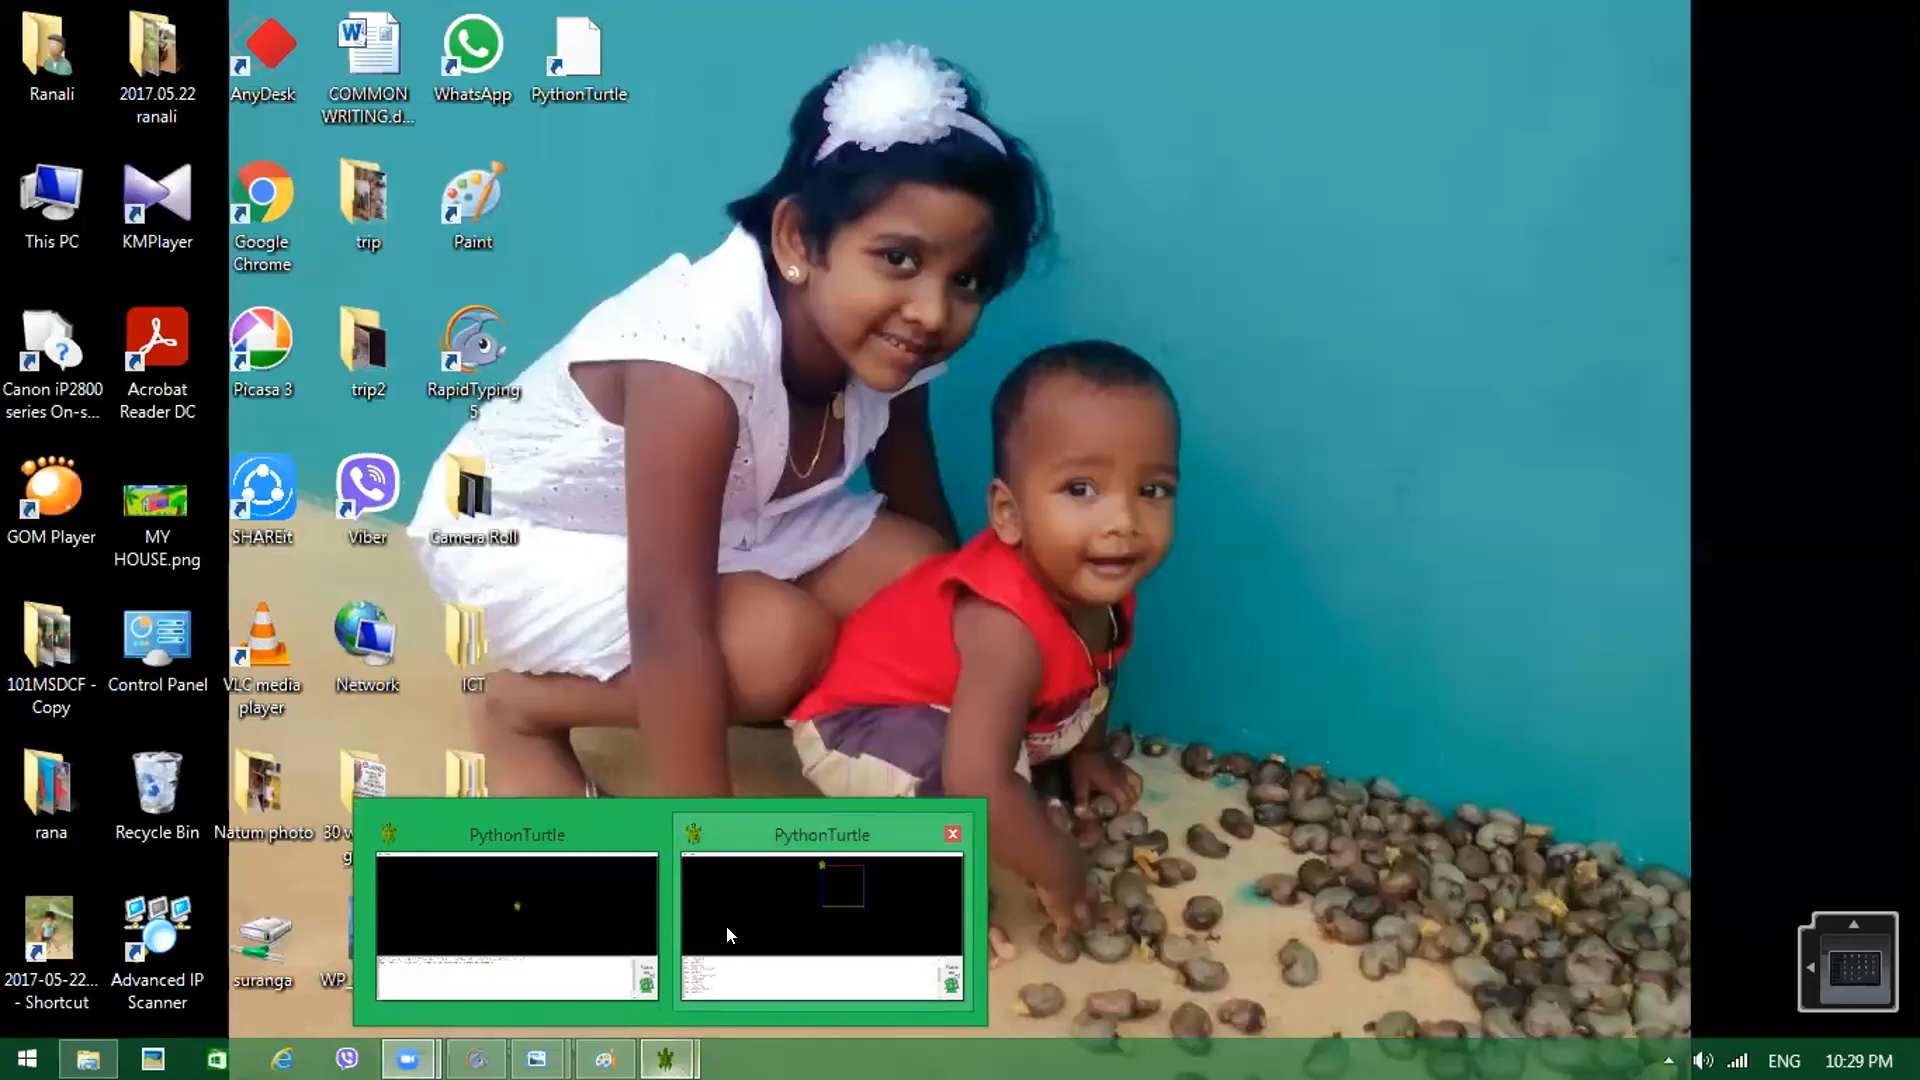 Ranali
2017.05.22
ranali
AnyDesk
COMMON
WRITING.d...
WhatsApp
PythonTurtle
This PC
KMPlayer
Google
Chrome
trip
Paint
Canon iP2800
series On-s...
Acrobat
Reader DC
Picasa 3
trip2
RapidTyping
5
GOM Player
MY
HOUSE.png
SHAREit
Viber
Camera Roll
101MSDCF -
Copy
Control Panel
VLC media
player
Network
ICT
rana
Recycle Bin
Natum photo
30 w
g
PythonTurtle
PythonTurtle
2017-05-22...
- Shortcut
Advanced IP
Scanner
suranga
WP_
ENG
10:29 PM